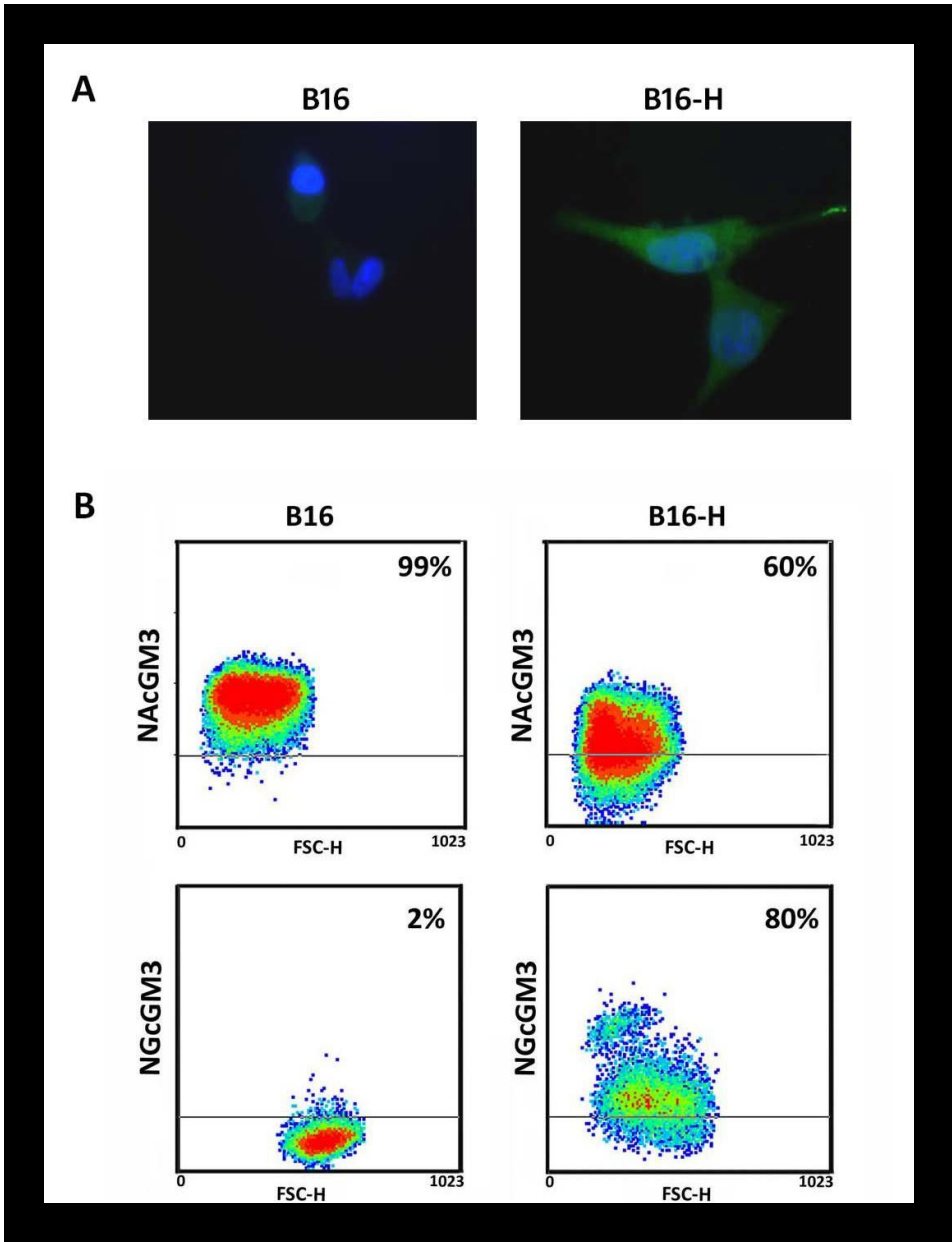 A
B16
B16-H
B
B16
B16-H
99%
60%
NAcGM3
NAcGM3
0
FSC-H
1023
0
FSC-H
1023
2%
80%
NGcGM3
NGcGM3
0
FSC-H
1023
0
FSC-H
1023